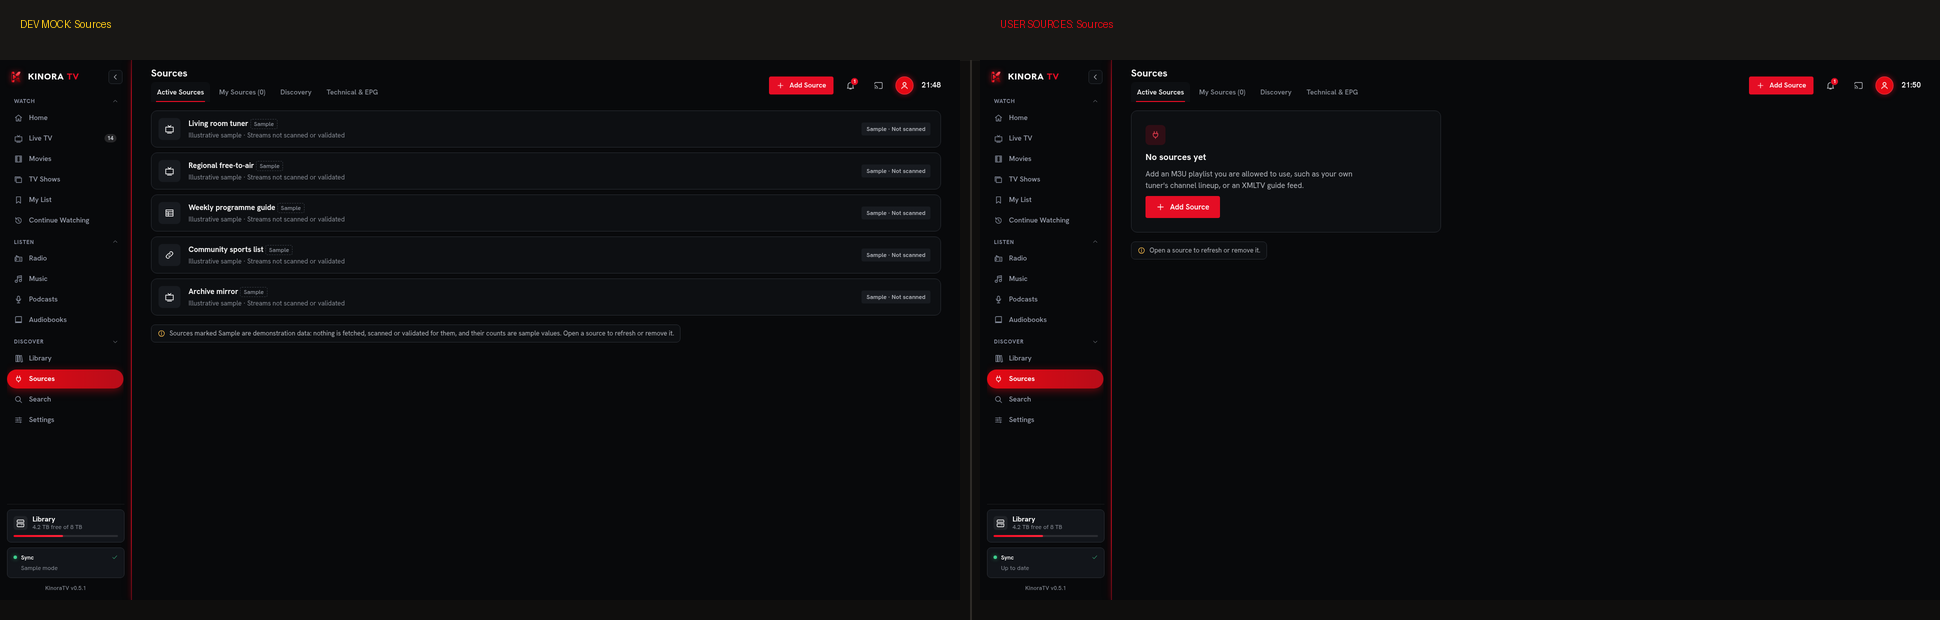 DEV MOCK: Sources
KINORA TV
WATCH
Home
Live TV 14
Movies
TV Shows
My List
Continue Watching
LISTEN
Radio
Music
Podcasts
Audiobooks
DISCOVER
Library
Sources
Search
Settings
Library
4.2 TB free of 8 TB
Sync
Sample mode
KinoraTV v0.5.1
Sources
Active Sources My Sources (0) Discovery Technical & EPG
Add Source 1 21:48
Living room tuner Sample
Illustrative sample · Streams not scanned or validated
Sample · Not scanned
Regional free-to-air Sample
Illustrative sample · Streams not scanned or validated
Sample · Not scanned
Weekly programme guide Sample
Illustrative sample · Streams not scanned or validated
Sample · Not scanned
Community sports list Sample
Illustrative sample · Streams not scanned or validated
Sample · Not scanned
Archive mirror Sample
Illustrative sample · Streams not scanned or validated
Sample · Not scanned
Sources marked Sample are demonstration data: nothing is fetched, scanned or validated for them, and their counts are sample values. Open a source to refresh or remove it.
USER SOURCES: Sources
KINORA TV
WATCH
Home
Live TV
Movies
TV Shows
My List
Continue Watching
LISTEN
Radio
Music
Podcasts
Audiobooks
DISCOVER
Library
Sources
Search
Settings
Library
4.2 TB free of 8 TB
Sync
Up to date
KinoraTV v0.5.1
Sources
Active Sources My Sources (0) Discovery Technical & EPG
Add Source 1 21:50
No sources yet
Add an M3U playlist you are allowed to use, such as your own
tuner's channel lineup, or an XMLTV guide feed.
Add Source
Open a source to refresh or remove it.